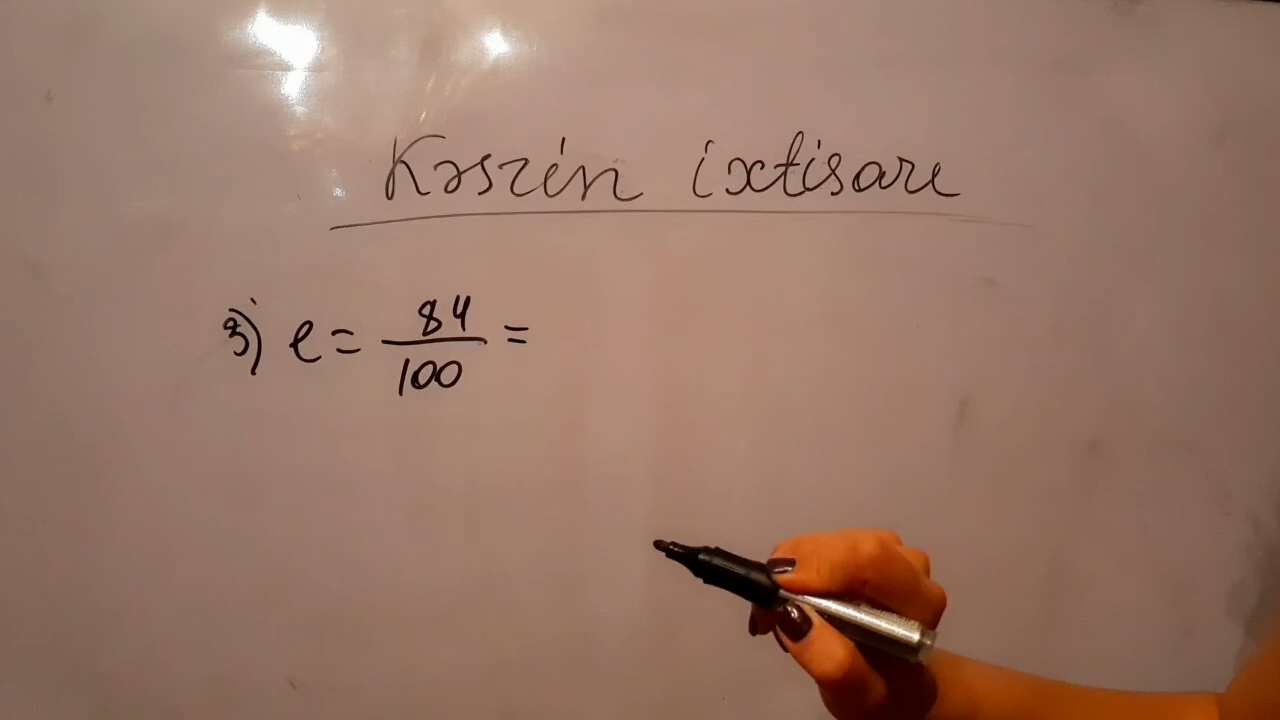 Kəsrin ixtisarı
3) e = 84/100 =